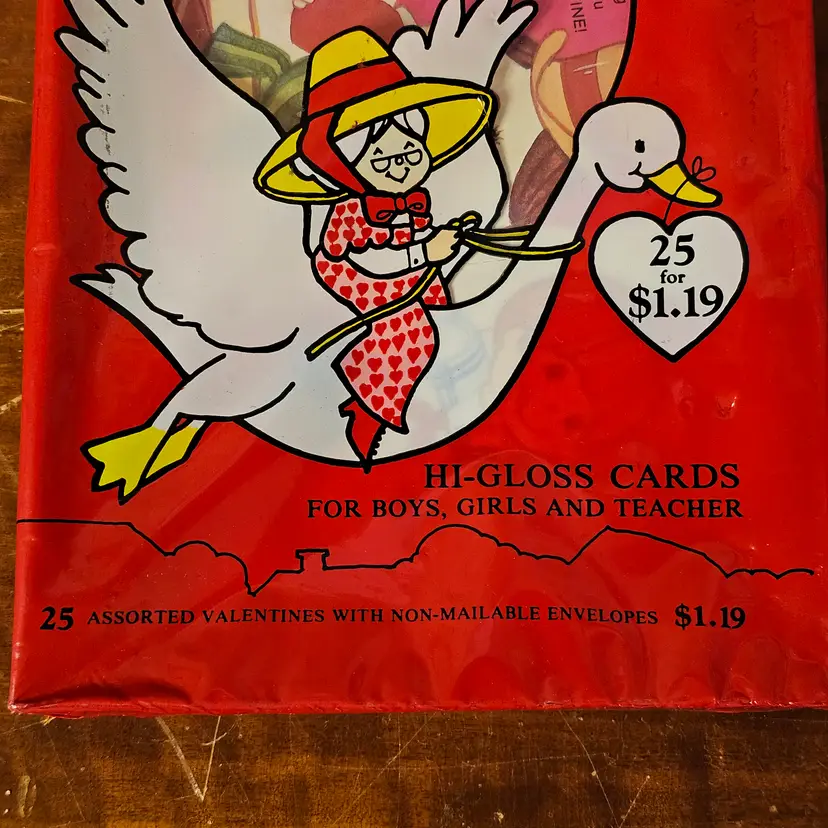 u
INE!
25
for
$1.19
HI-GLOSS CARDS
FOR BOYS, GIRLS AND TEACHER
25 ASSORTED VALENTINES WITH NON-MAILABLE ENVELOPES $1.19